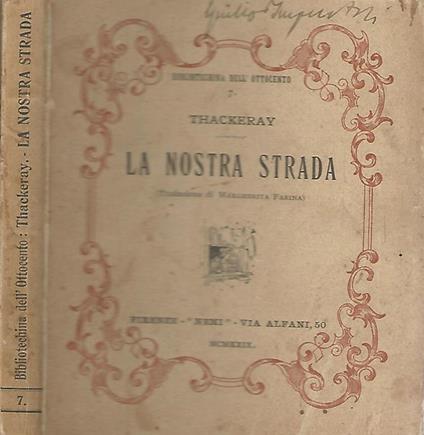 Bibliotechina dell' Ottocento : Thackeray. - LA NOSTRA STRADA
7.
BIBLIOTECHINA DELL' OTTOCENTO
7.
THACKERAY
LA NOSTRA STRADA
(Traduzione di MARGHERITA FARINA)
FIRENZE - "NEMI" - VIA ALFANI, 50
MCMXXIX.